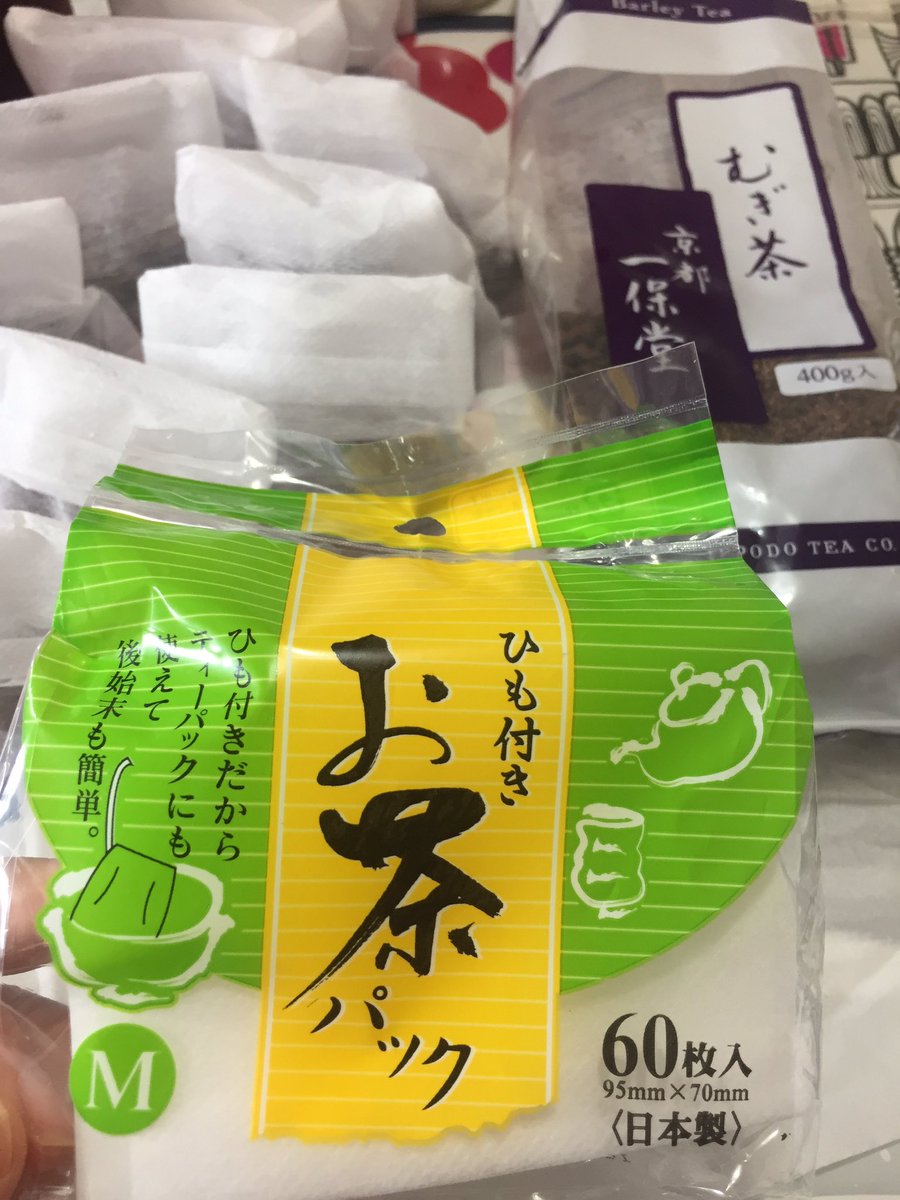 Barley Tea
むぎ茶
京都
一保堂
400g入
PODO TEA CO.
ひも付き
お茶パック
ひも付きだから
ティーパックにも
使えて
後始末も簡単。
M
60枚入
95mm×70mm
〈日本製〉